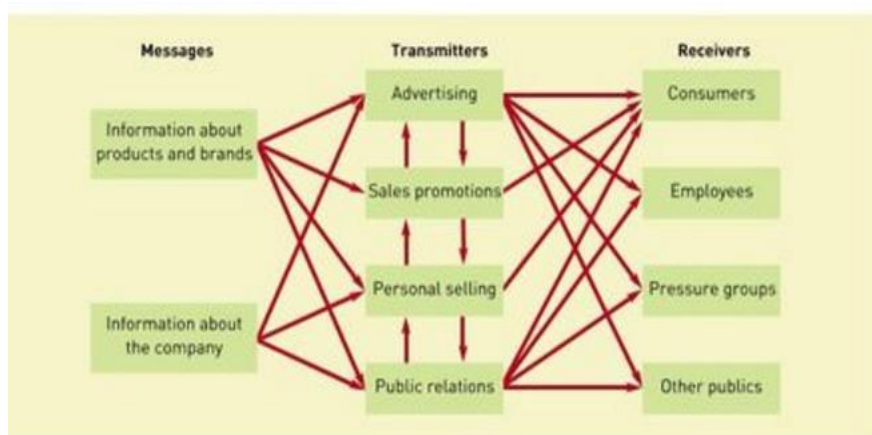 Messages
Transmitters
Receivers
Advertising
Consumers
Information about
products and brands
Sales promotions
Employees
Personal selling
Pressure groups
Information about
the company
Public relations
Other publics